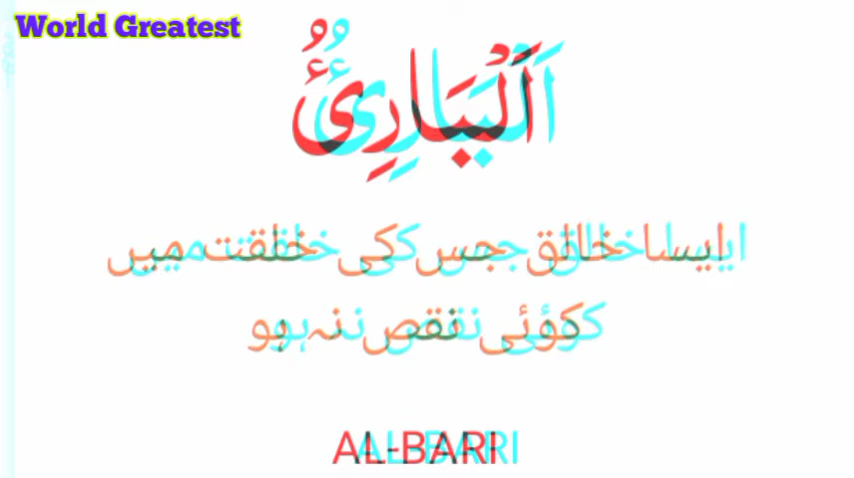 World Greatest
اَلْبَارِئُ
ایسا خالق جس کی خلقت میں
کوئی نقص نہ ہو
AL-BARI